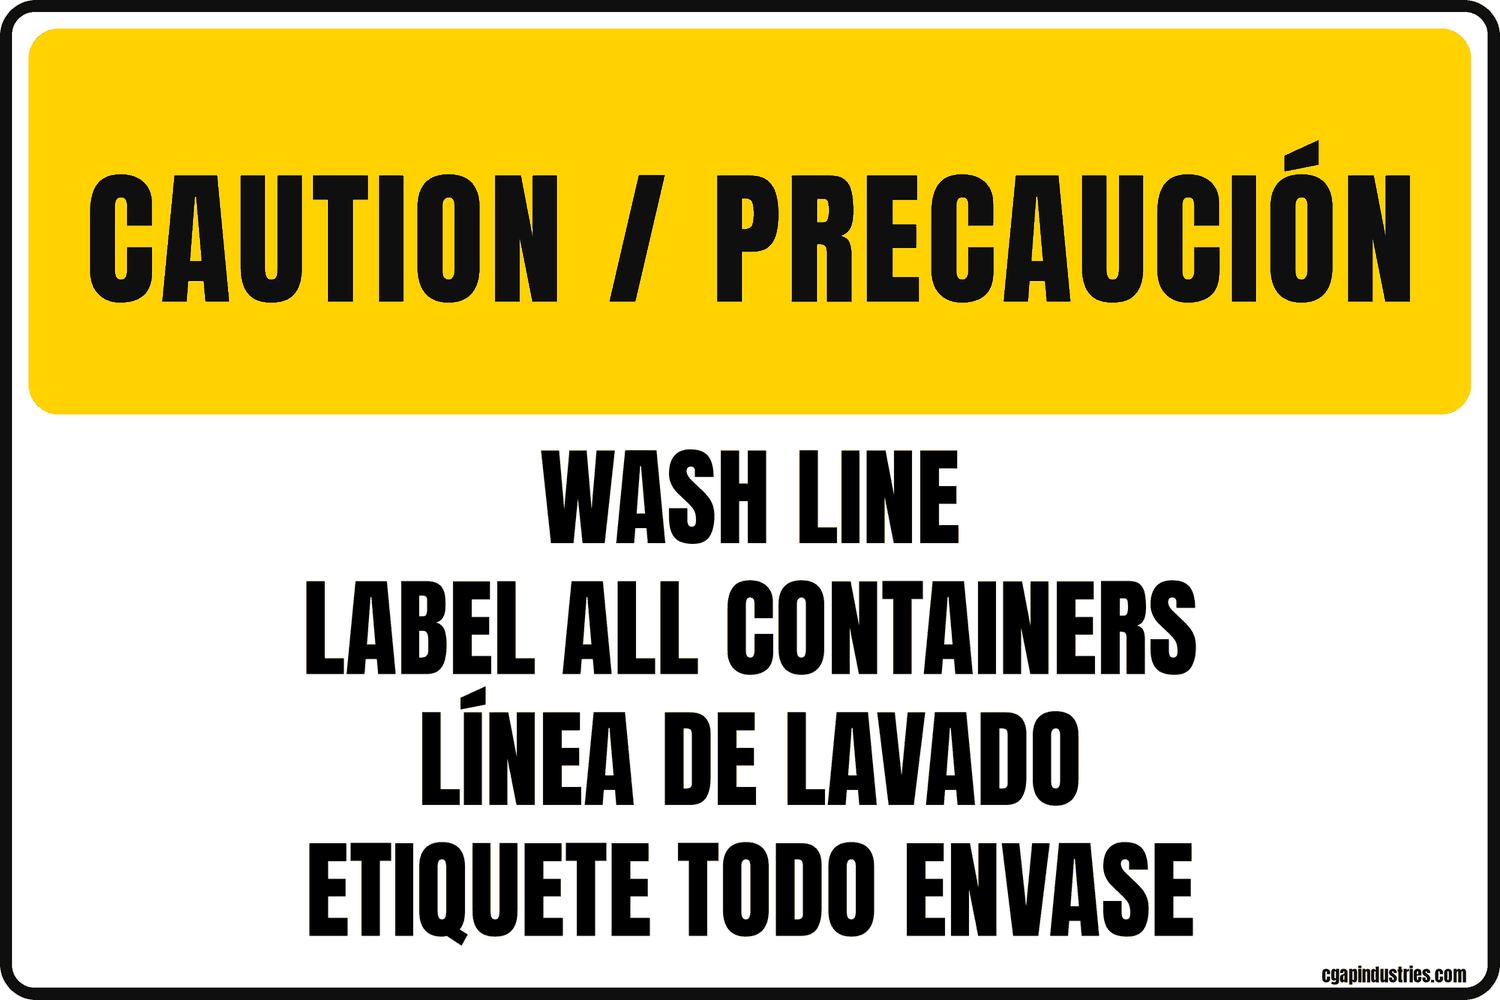 CAUTION / PRECAUCIÓN
WASH LINE
LABEL ALL CONTAINERS
LÍNEA DE LAVADO
ETIQUETE TODO ENVASE
cgapindustries.com